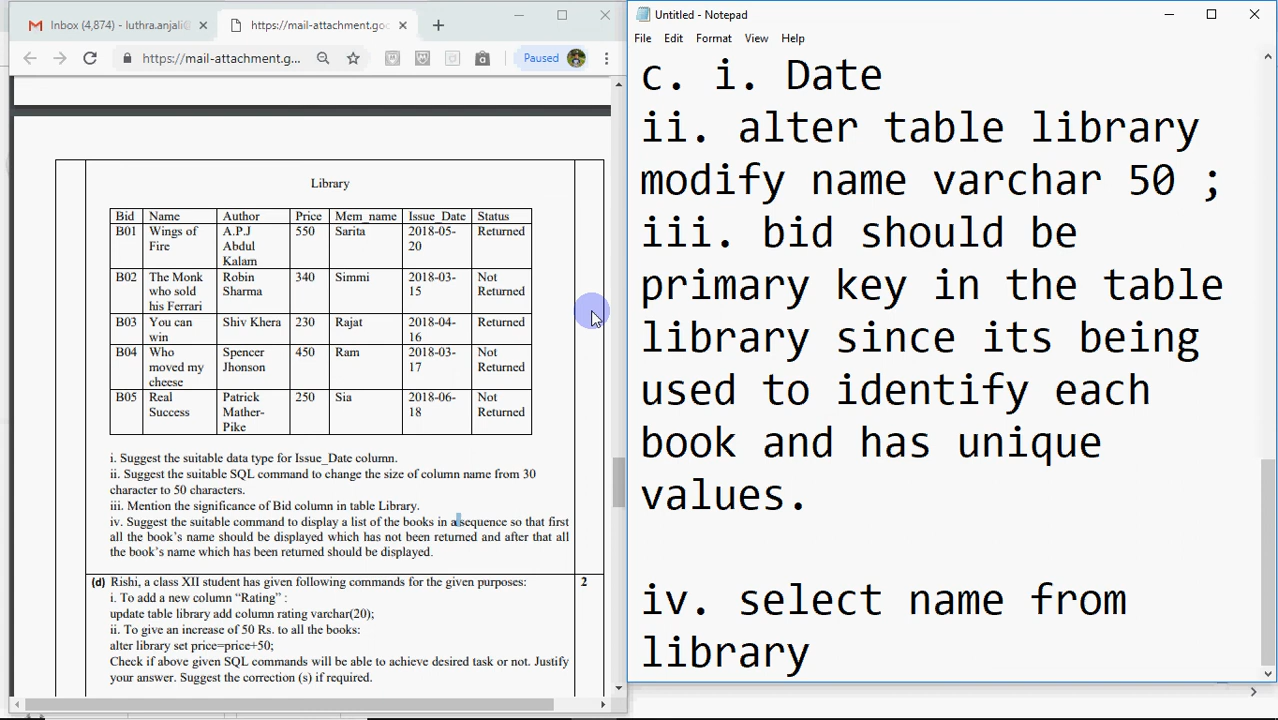 Inbox (4,874) - luthra.anjali@
https://mail-attachment.goo
Untitled - Notepad
https://mail-attachment.g...
Paused
File Edit Format View Help
Library
Bid Name Author Price Mem_name Issue_Date Status
B01 Wings of Fire A.P.J Abdul Kalam 550 Sarita 2018-05-20 Returned
B02 The Monk who sold his Ferrari Robin Sharma 340 Simmi 2018-03-15 Not Returned
B03 You can win Shiv Khera 230 Rajat 2018-04-16 Returned
B04 Who moved my cheese Spencer Jhonson 450 Ram 2018-03-17 Not Returned
B05 Real Success Patrick Mather-Pike 250 Sia 2018-06-18 Not Returned
i. Suggest the suitable data type for Issue_Date column.
ii. Suggest the suitable SQL command to change the size of column name from 30
character to 50 characters.
iii. Mention the significance of Bid column in table Library.
iv. Suggest the suitable command to display a list of the books in a sequence so that first
all the book's name should be displayed which has not been returned and after that all
the book's name which has been returned should be displayed.
(d) Rishi, a class XII student has given following commands for the given purposes: 2
i. To add a new column “Rating” :
update table library add column rating varchar(20);
ii. To give an increase of 50 Rs. to all the books:
alter library set price=price+50;
Check if above given SQL commands will be able to achieve desired task or not. Justify
your answer. Suggest the correction (s) if required.
c. i. Date
ii. alter table library
modify name varchar 50 ;
iii. bid should be
primary key in the table
library since its being
used to identify each
book and has unique
values.
iv. select name from
library